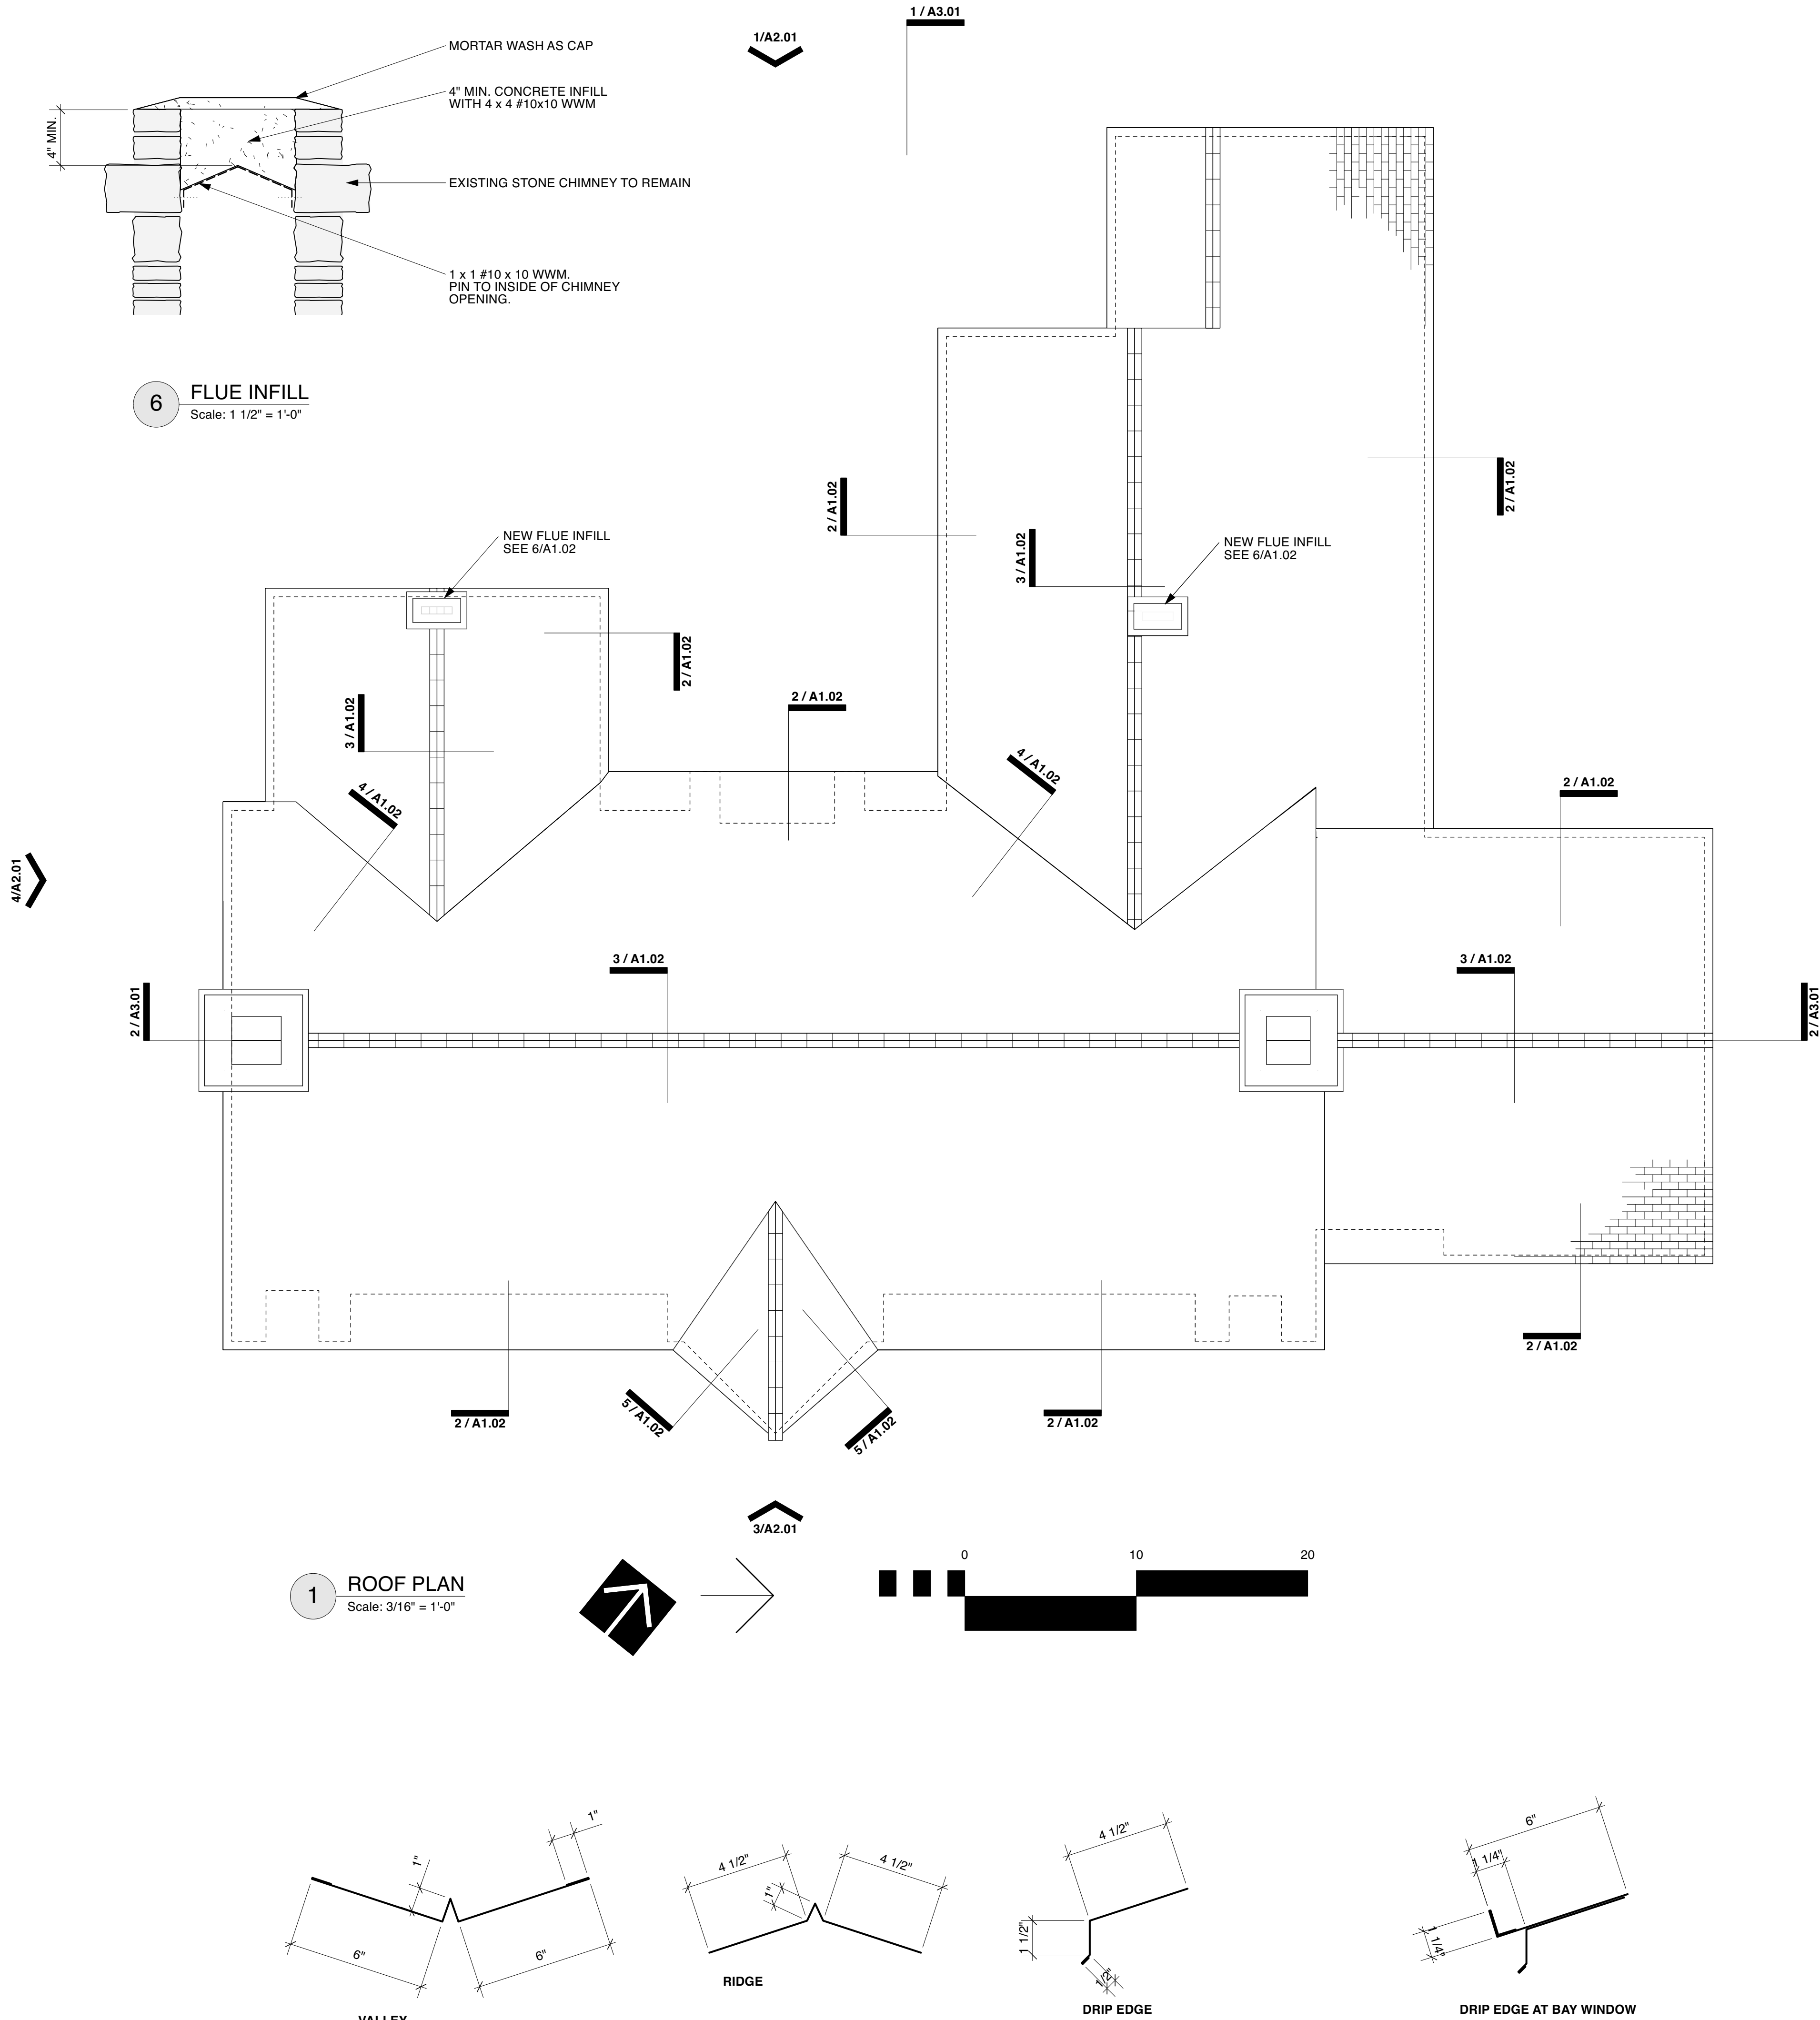 1 / A3.01
1/A2.01
MORTAR WASH AS CAP
4" MIN. CONCRETE INFILL
WITH 4 x 4 #10x10 WWM
4" MIN.
EXISTING STONE CHIMNEY TO REMAIN
1 x 1 #10 x 10 WWM.
PIN TO INSIDE OF CHIMNEY
OPENING.
6
FLUE INFILL
Scale: 1 1/2" = 1'-0"
2 / A1.02
2 / A1.02
NEW FLUE INFILL
SEE 6/A1.02
3 / A1.02
NEW FLUE INFILL
SEE 6/A1.02
2 / A1.02
2 / A1.02
3 / A1.02
4 / A1.02
4 / A1.02
2 / A1.02
4/A2.01
3 / A1.02
3 / A1.02
2 / A3.01
2 / A3.01
2 / A1.02
5 / A1.02
5 / A1.02
2 / A1.02
2 / A1.02
3/A2.01
0
10
20
1
ROOF PLAN
Scale: 3/16" = 1'-0"
1"
1"
6"
6"
VALLEY
4 1/2"
4 1/2"
1"
RIDGE
4 1/2"
1 1/2"
1/2"
DRIP EDGE
6"
1 1/4"
1 1/4"
DRIP EDGE AT BAY WINDOW